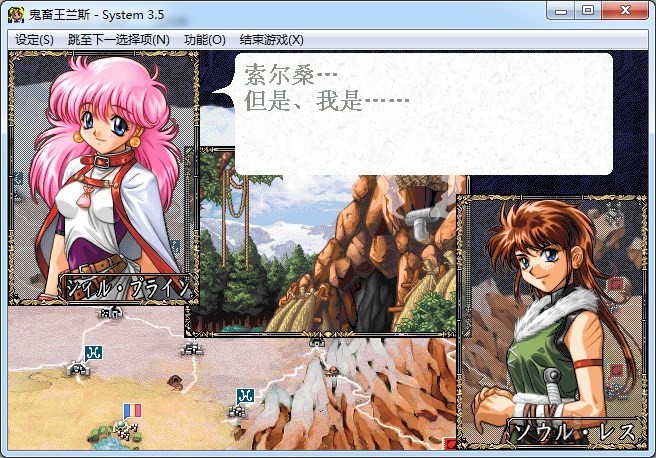 鬼畜王兰斯 - System 3.5
设定(S) 跳至下一选择项(N) 功能(O) 结束游戏(X)
索尔桑…
但是、我是……
シィル・プライン
ソウル・レス